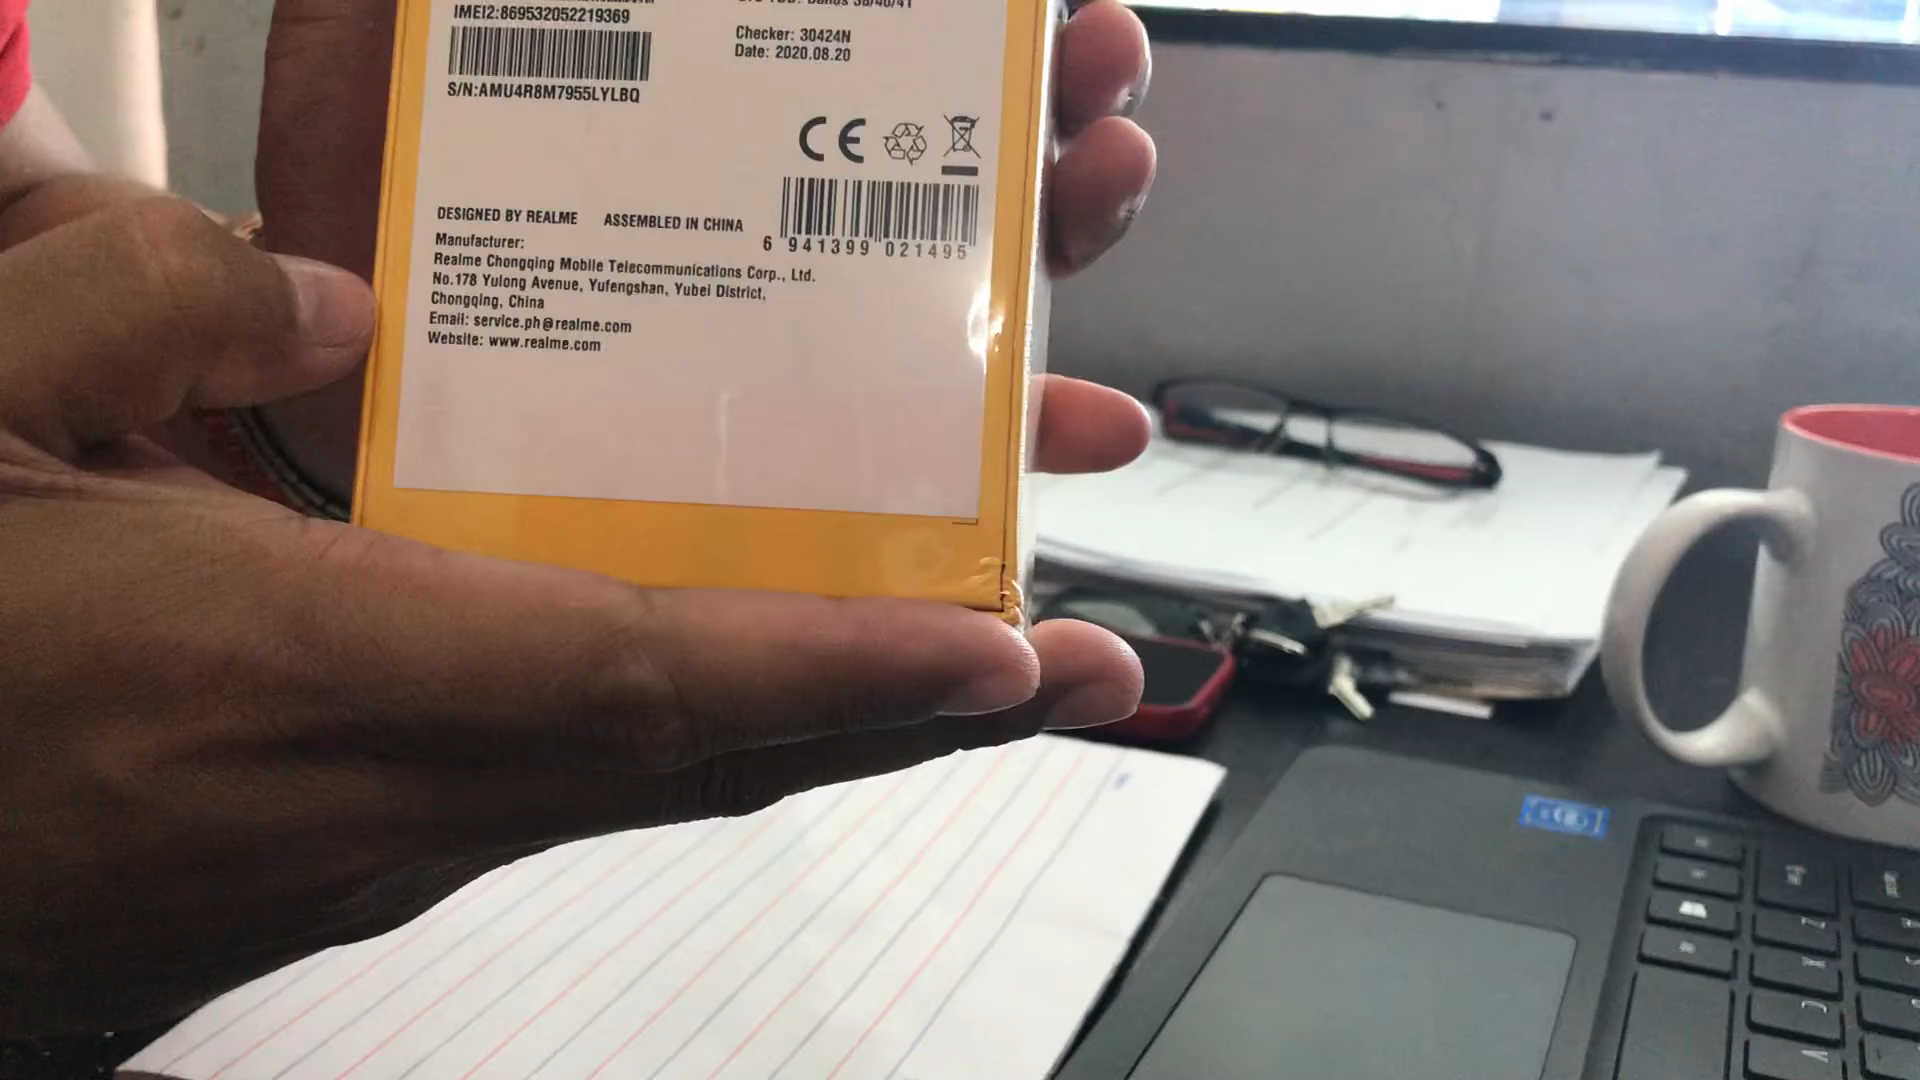 IMEI2:869532052219369
S/N:AMU4R8M7955LYLBQ
Checker: 30424N
Date: 2020.08.20
CE
6 941399 021495
DESIGNED BY REALME ASSEMBLED IN CHINA
Manufacturer:
Realme Chongqing Mobile Telecommunications Corp., Ltd.
No.178 Yulong Avenue, Yufengshan, Yubei District,
Chongqing, China
Email: service.ph@realme.com
Website: www.realme.com